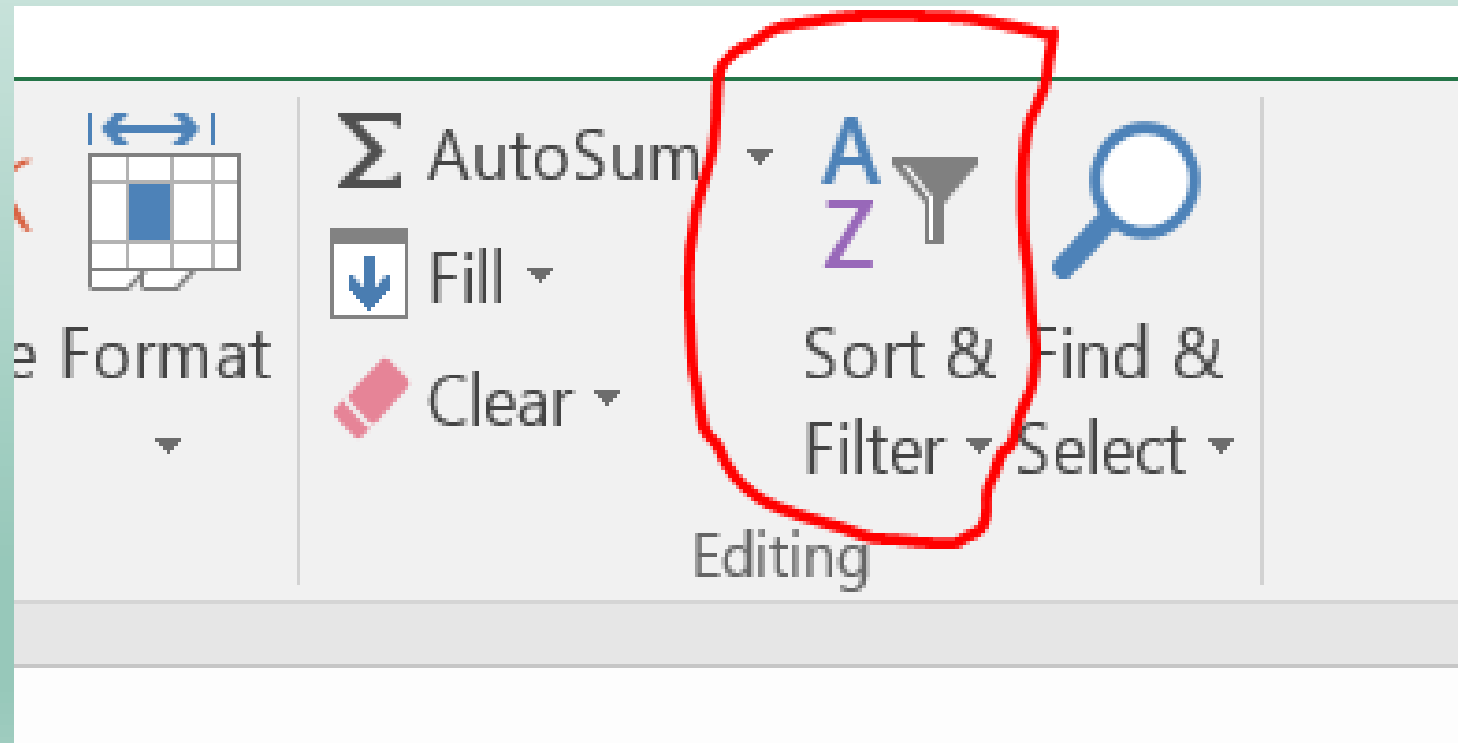 e Format
AutoSum
Fill
Clear
A
Z
Sort &
Filter
Find &
Select
Editing